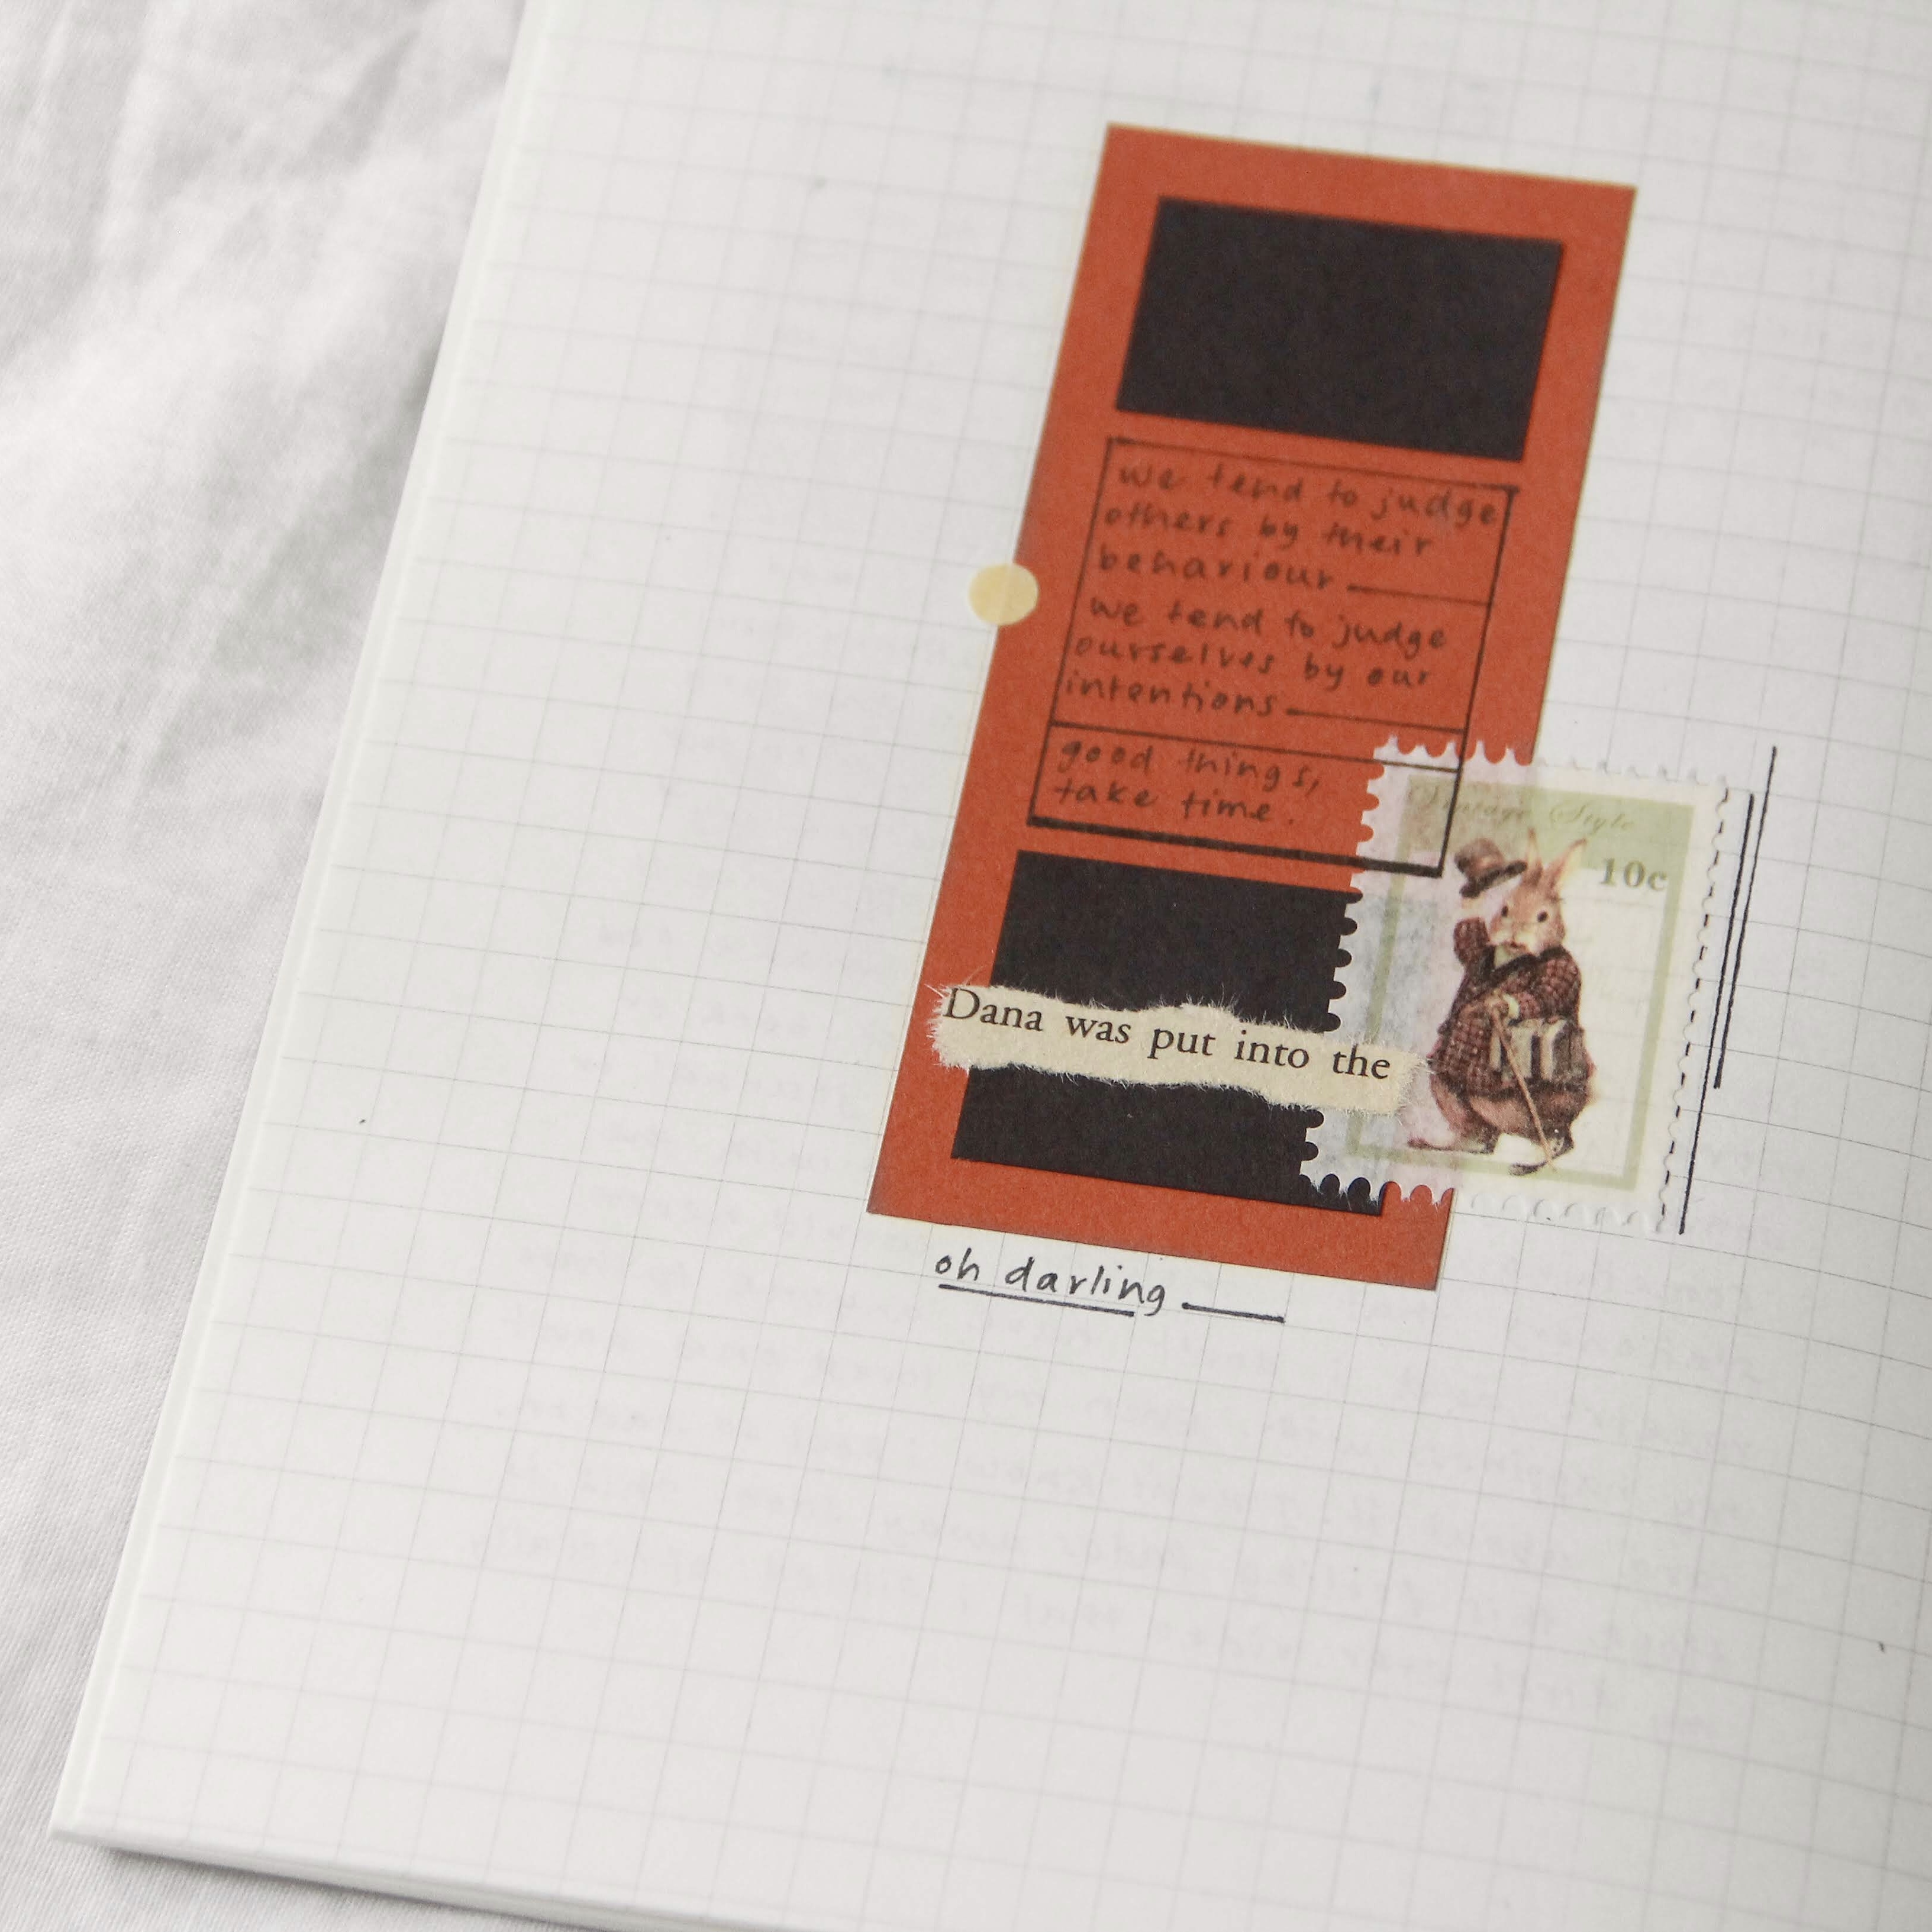 we tend to judge
others by their
behaviour
we tend to judge
ourselves by our
intentions
good things,
take time.
Vintage Style
10c
Dana was put into the
oh darling